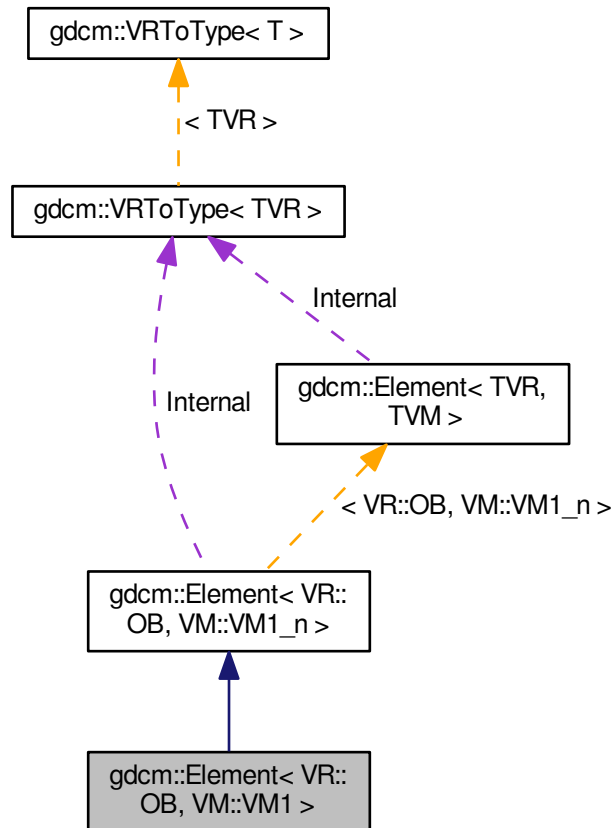 gdcm::VRToType< T >
< TVR >
gdcm::VRToType< TVR >
Internal
gdcm::Element< TVR,
TVM >
Internal
< VR::OB, VM::VM1_n >
gdcm::Element< VR::
OB, VM::VM1_n >
gdcm::Element< VR::
OB, VM::VM1 >